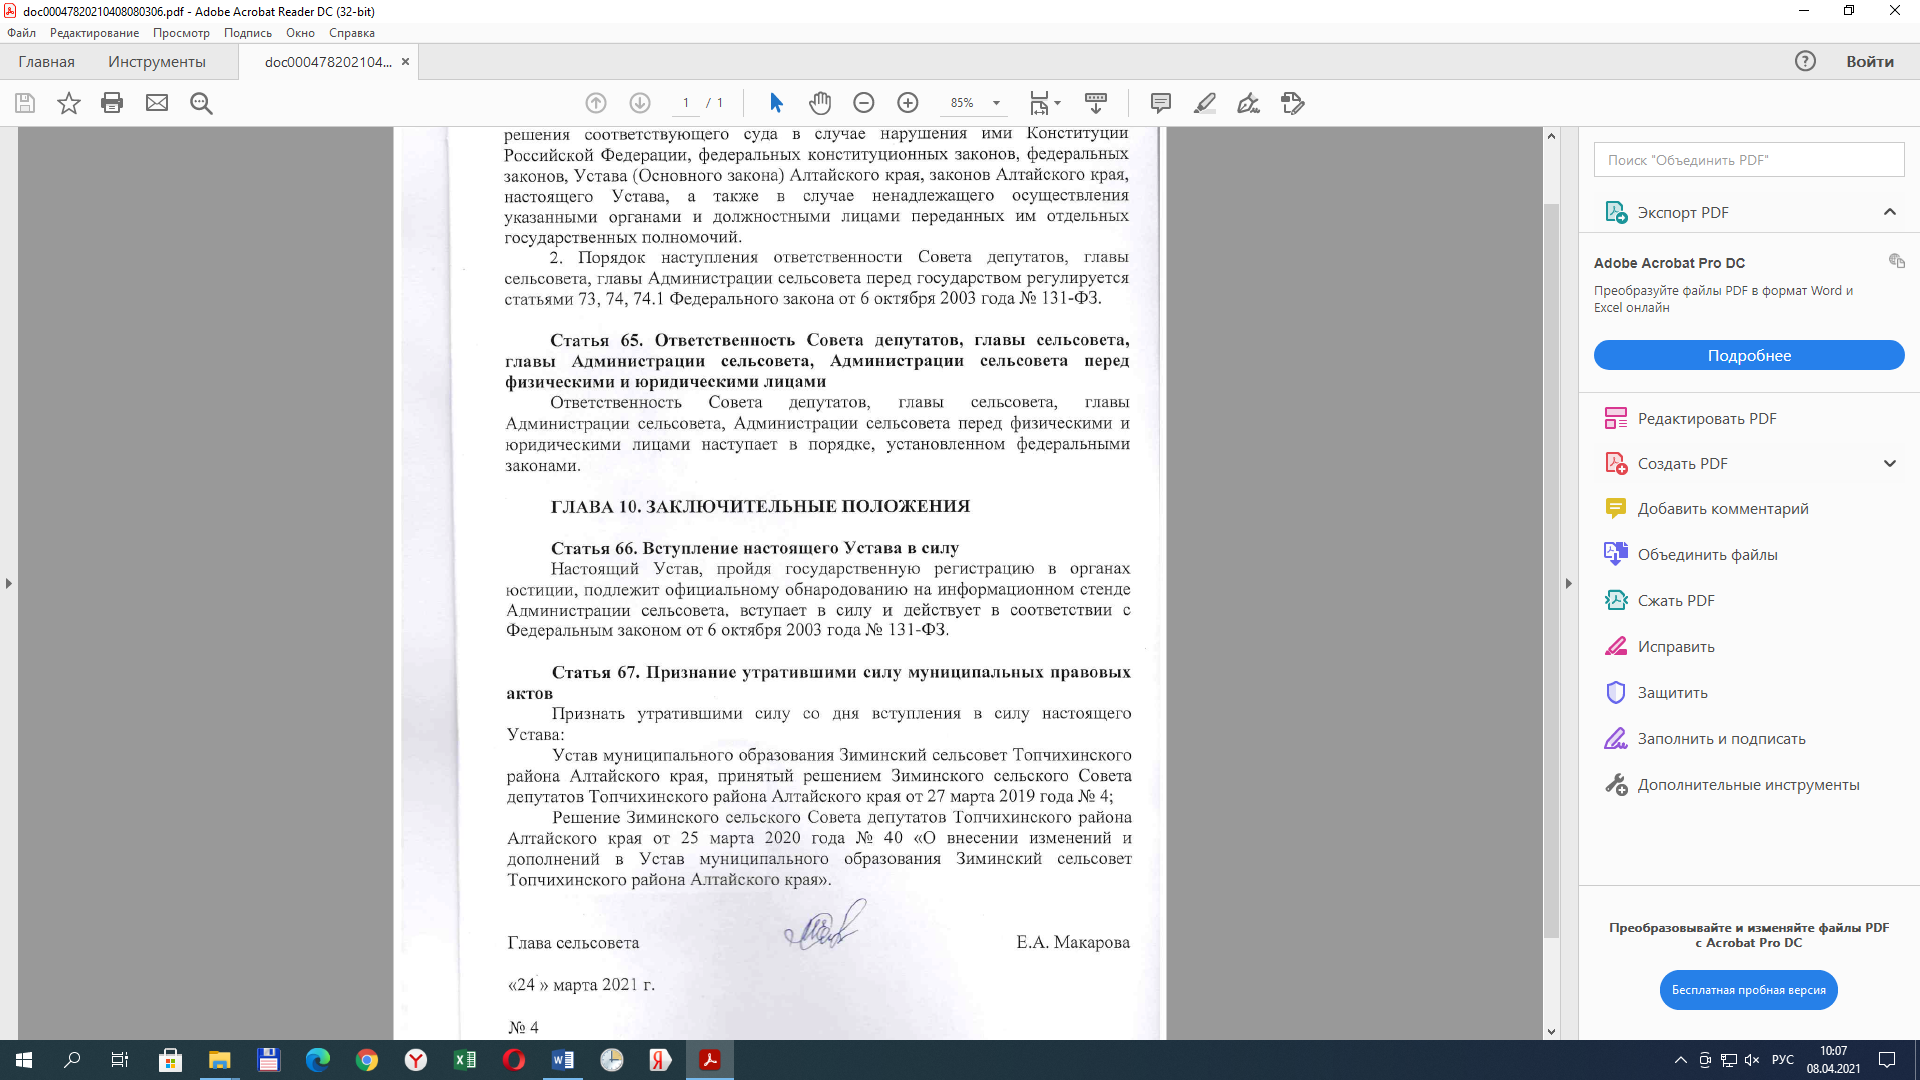 doc00047820210408080306.pdf - Adobe Acrobat Reader DC (32-bit)
Файл Редактирование Просмотр Подпись Окно Справка
Главная Инструменты doc000478202104... × Войти
1 / 1 85%
решения соответствующего суда в случае нарушения ими Конституции
Российской Федерации, федеральных конституционных законов, федеральных
законов, Устава (Основного закона) Алтайского края, законов Алтайского края,
настоящего Устава, а также в случае ненадлежащего осуществления
указанными органами и должностными лицами переданных им отдельных
государственных полномочий.
2. Порядок наступления ответственности Совета депутатов, главы
сельсовета, главы Администрации сельсовета перед государством регулируется
статьями 73, 74, 74.1 Федерального закона от 6 октября 2003 года № 131-ФЗ.
Статья 65. Ответственность Совета депутатов, главы сельсовета,
главы Администрации сельсовета, Администрации сельсовета перед
физическими и юридическими лицами
Ответственность Совета депутатов, главы сельсовета, главы
Администрации сельсовета, Администрации сельсовета перед физическими и
юридическими лицами наступает в порядке, установленном федеральными
законами.
ГЛАВА 10. ЗАКЛЮЧИТЕЛЬНЫЕ ПОЛОЖЕНИЯ
Статья 66. Вступление настоящего Устава в силу
Настоящий Устав, пройдя государственную регистрацию в органах
юстиции, подлежит официальному обнародованию на информационном стенде
Администрации сельсовета, вступает в силу и действует в соответствии с
Федеральным законом от 6 октября 2003 года № 131-ФЗ.
Статья 67. Признание утратившими силу муниципальных правовых
актов
Признать утратившими силу со дня вступления в силу настоящего
Устава:
Устав муниципального образования Зиминский сельсовет Топчихинского
района Алтайского края, принятый решением Зиминского сельского Совета
депутатов Топчихинского района Алтайского края от 27 марта 2019 года № 4;
Решение Зиминского сельского Совета депутатов Топчихинского района
Алтайского края от 25 марта 2020 года № 40 «О внесении изменений и
дополнений в Устав муниципального образования Зиминский сельсовет
Топчихинского района Алтайского края».
Глава сельсовета Е.А. Макарова
«24 » марта 2021 г.
№ 4
Поиск "Объединить PDF"
Экспорт PDF
Adobe Acrobat Pro DC
Преобразуйте файлы PDF в формат Word и
Excel онлайн
Подробнее
Редактировать PDF
Создать PDF
Добавить комментарий
Объединить файлы
Сжать PDF
Исправить
Защитить
Заполнить и подписать
Дополнительные инструменты
Преобразовывайте и изменяйте файлы PDF
с Acrobat Pro DC
Бесплатная пробная версия
РУС
10:07
08.04.2021